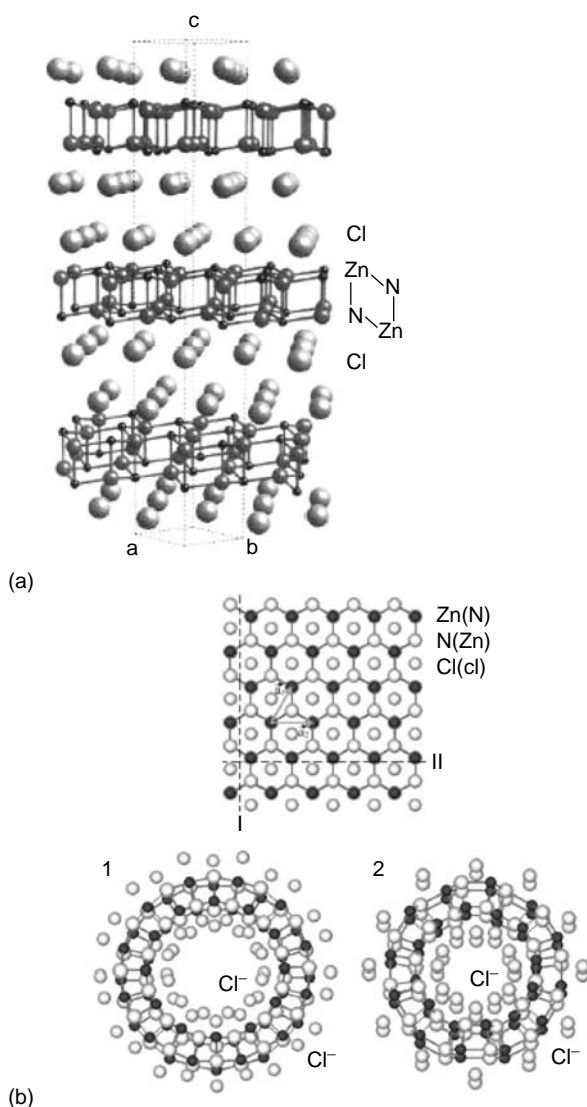 c
Cl
Zn N
N Zn
Cl
a b
(a)
Zn(N)
N(Zn)
Cl(cl)
II
I
1 2
Cl⁻ Cl⁻
Cl⁻ Cl⁻
(b)